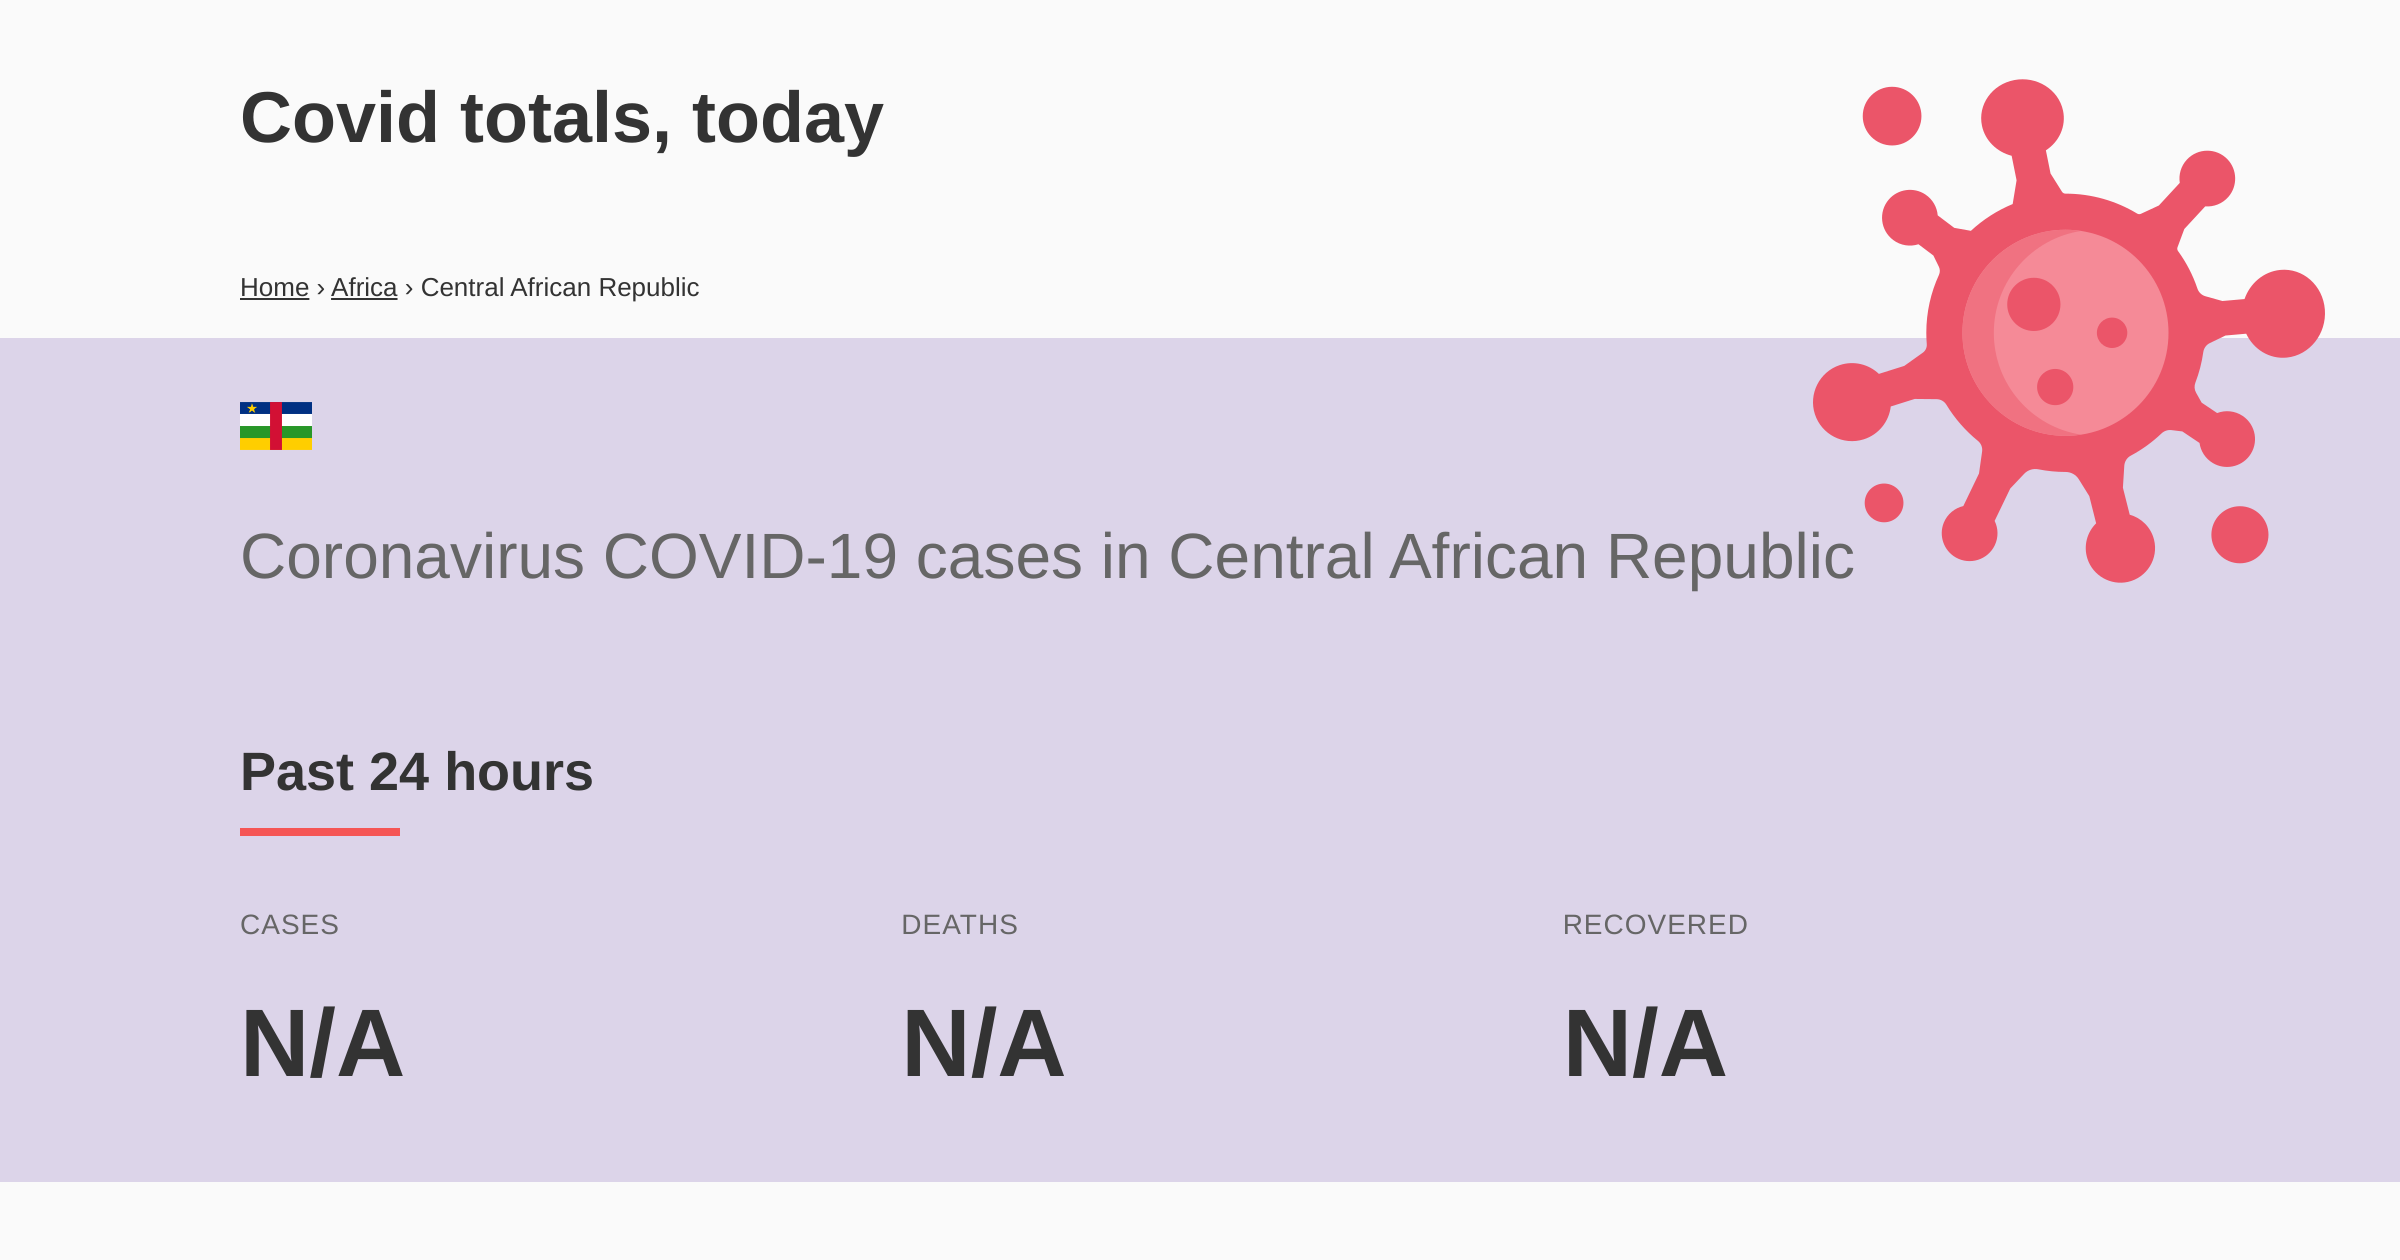 Covid totals, today
Home › Africa › Central African Republic
Coronavirus COVID-19 cases in Central African Republic
Past 24 hours
CASES DEATHS RECOVERED
N/A N/A N/A